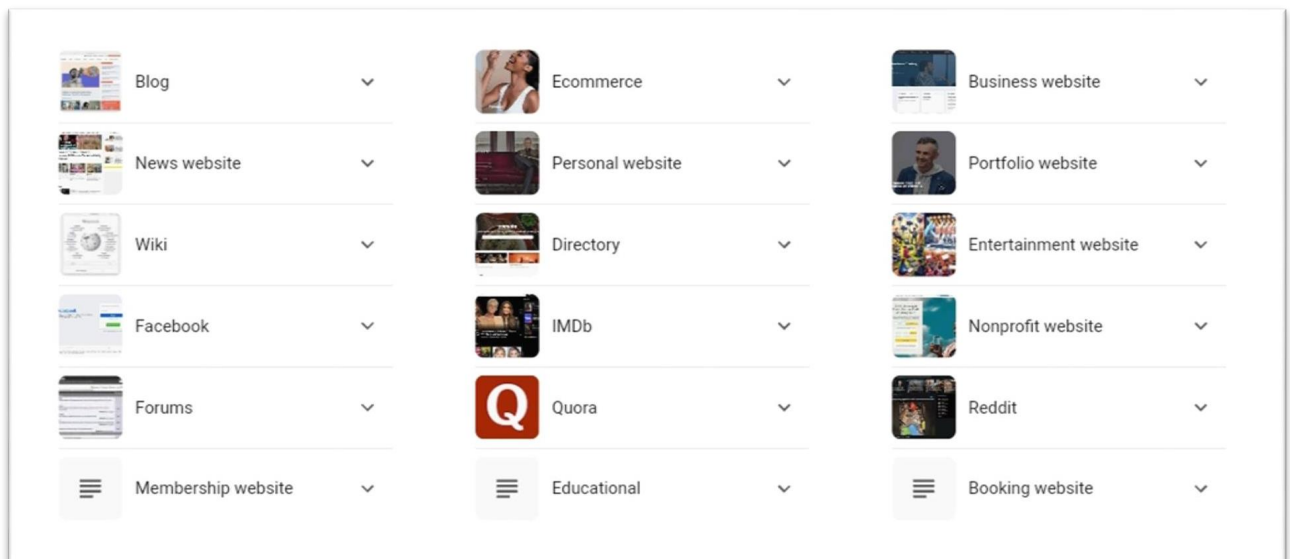 Blog
Ecommerce
Business website
News website
Personal website
Portfolio website
Wiki
Directory
Entertainment website
Facebook
IMDb
Nonprofit website
Forums
Q
Quora
Reddit
Membership website
Educational
Booking website